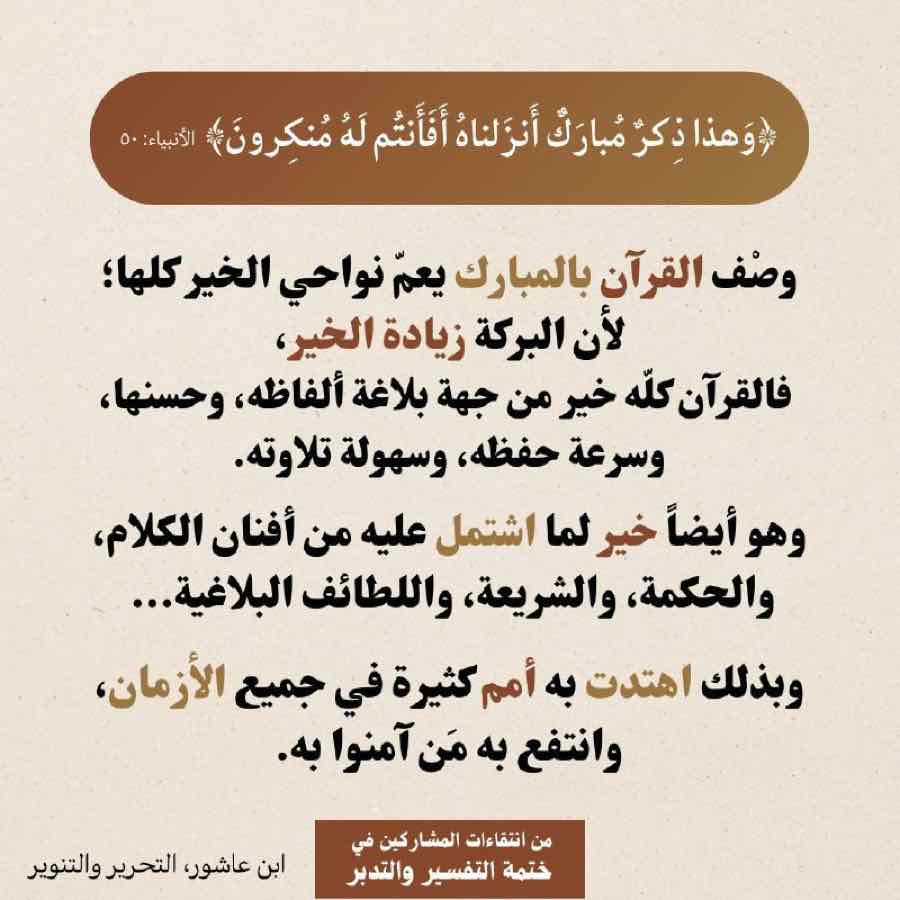 ﴿وَهذا ذِكرٌ مُبارَكٌ أَنزَلناهُ أَفَأَنتُم لَهُ مُنكِرونَ﴾ الأنبياء: ٥٠
وصْف القرآن بالمبارك يعمّ نواحي الخير كلها؛
لأن البركة زيادة الخير،
فالقرآن كلّه خير من جهة بلاغة ألفاظه، وحسنها،
وسرعة حفظه، وسهولة تلاوته.
وهو أيضاً خير لما اشتمل عليه من أفنان الكلام،
والحكمة، والشريعة، واللطائف البلاغية...
وبذلك اهتدت به أمم كثيرة في جميع الأزمان،
وانتفع به مَن آمنوا به.
من انتقاءات المشاركين في
ختمة التفسير والتدبر
ابن عاشور، التحرير والتنوير